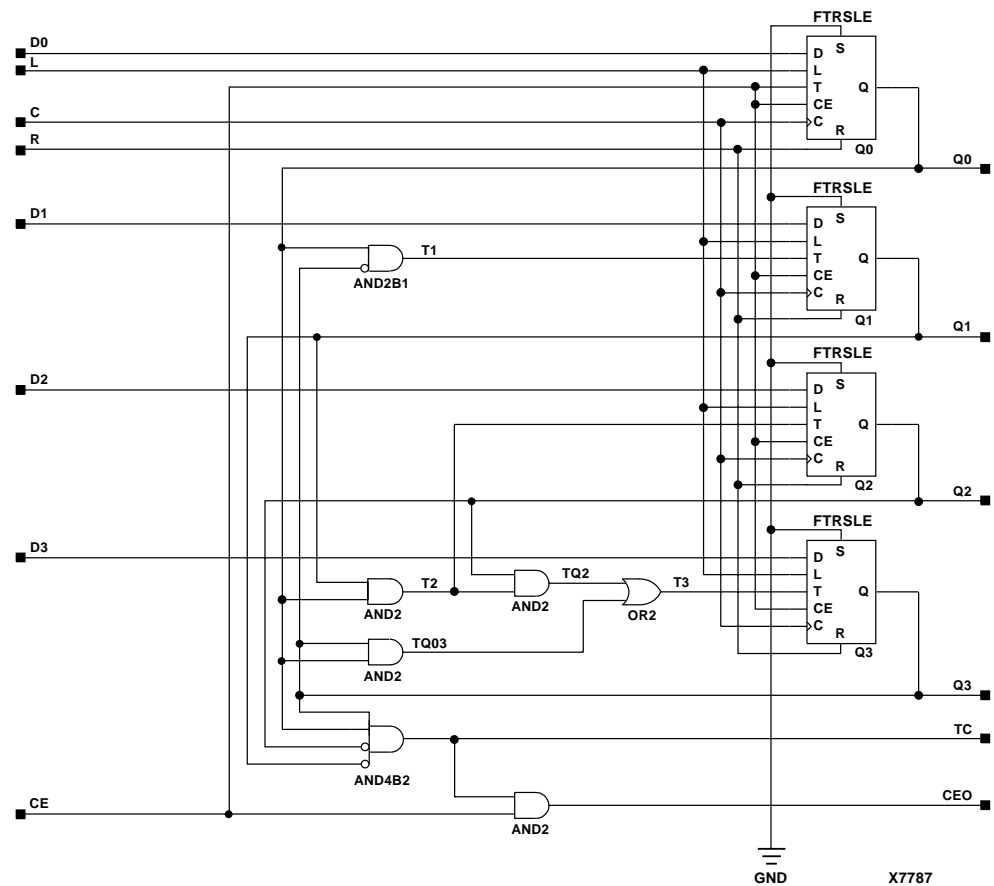 FTRSLE
D0
S
D
L
L
T
Q
CE
C
C
R
R
Q0
Q0
FTRSLE
D1
S
D
L
T1
T
Q
CE
AND2B1
C
R
Q1
Q1
FTRSLE
D2
S
D
L
T
Q
CE
C
R
Q2
Q2
FTRSLE
D3
S
D
L
T2
TQ2
T3
T
Q
CE
AND2
AND2
OR2
C
R
TQ03
Q3
AND2
Q3
TC
AND4B2
CEO
CE
AND2
GND
X7787